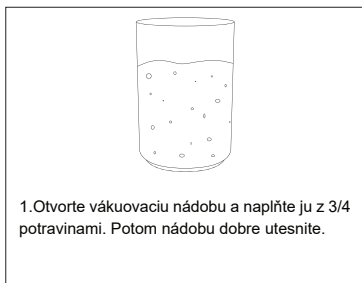 1.Otvorte vákuovaciu nádobu a naplňte ju z 3/4
potravinami. Potom nádobu dobre utesnite.